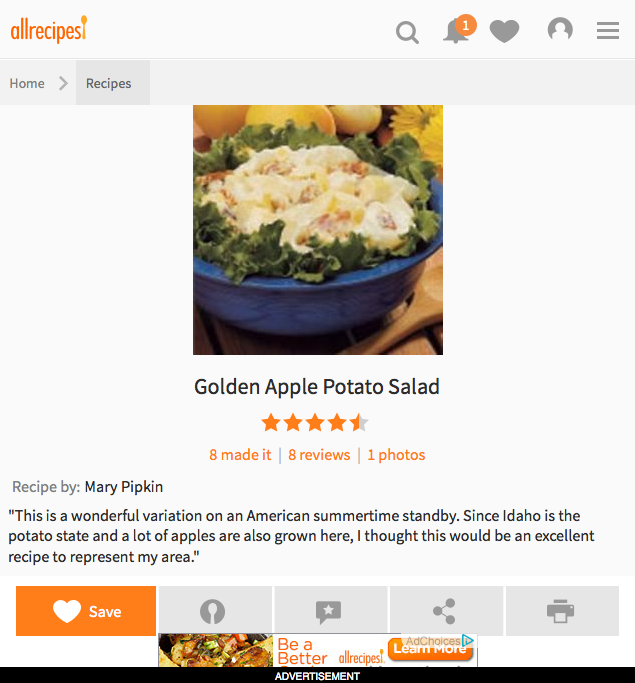 allrecipes
1
Home
Recipes
Golden Apple Potato Salad
8 made it | 8 reviews | 1 photos
Recipe by: Mary Pipkin
"This is a wonderful variation on an American summertime standby. Since Idaho is the
potato state and a lot of apples are also grown here, I thought this would be an excellent
recipe to represent my area."
Save
AdChoices
Be a
Better
allrecipes
Learn More
ADVERTISEMENT